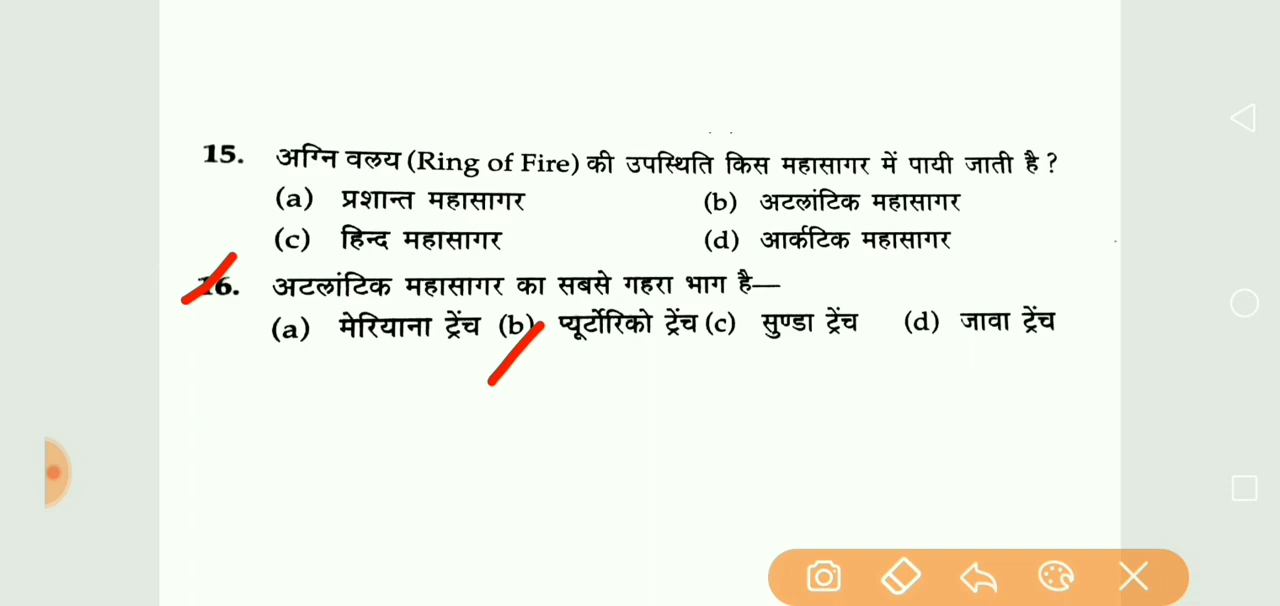 15. अग्नि वलय (Ring of Fire) की उपस्थिति किस महासागर में पायी जाती है ?
(a) प्रशान्त महासागर (b) अटलांटिक महासागर
(c) हिन्द महासागर (d) आर्कटिक महासागर
16. अटलांटिक महासागर का सबसे गहरा भाग है—
(a) मेरियाना ट्रेंच (b) प्यूर्टोरिको ट्रेंच (c) सुण्डा ट्रेंच (d) जावा ट्रेंच